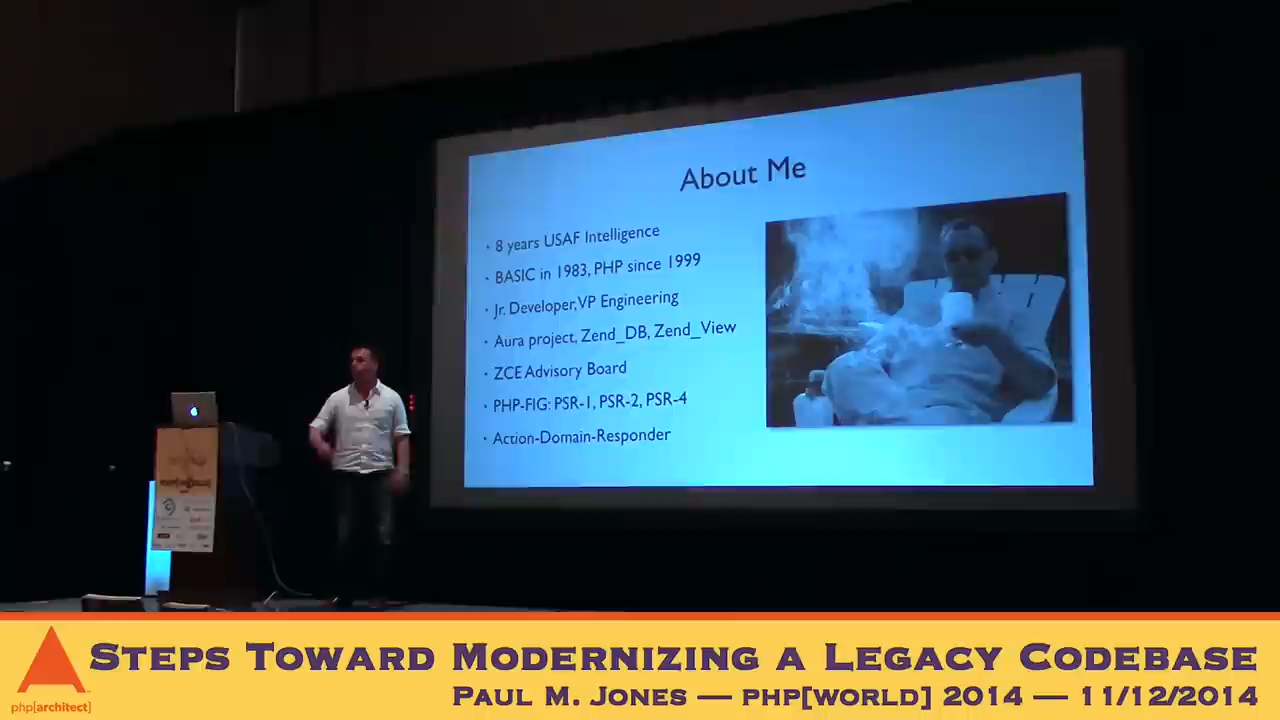 About Me
• 8 years USAF Intelligence
• BASIC in 1983, PHP since 1999
• Jr. Developer, VP Engineering
• Aura project, Zend_DB, Zend_View
• ZCE Advisory Board
• PHP-FIG: PSR-1, PSR-2, PSR-4
• Action-Domain-Responder
STEPS TOWARD MODERNIZING A LEGACY CODEBASE
PAUL M. JONES — PHP[WORLD] 2014 — 11/12/2014
php[architect]